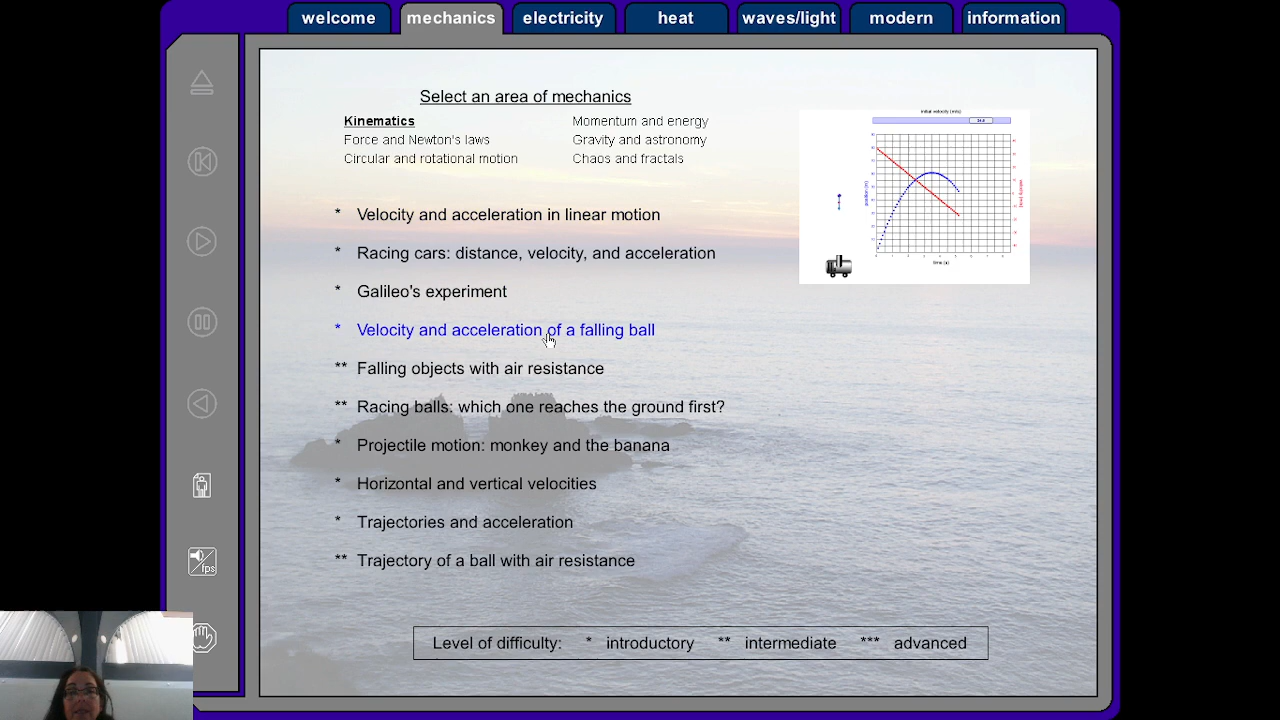 welcome mechanics electricity heat waves/light modern information
Select an area of mechanics
Kinematics Momentum and energy
Force and Newton's laws Gravity and astronomy
Circular and rotational motion Chaos and fractals
initial velocity (m/s)
position (m)
time (s)
* Velocity and acceleration in linear motion
* Racing cars: distance, velocity, and acceleration
* Galileo's experiment
* Velocity and acceleration of a falling ball
** Falling objects with air resistance
** Racing balls: which one reaches the ground first?
* Projectile motion: monkey and the banana
* Horizontal and vertical velocities
* Trajectories and acceleration
** Trajectory of a ball with air resistance
fps
Level of difficulty: * introductory ** intermediate *** advanced